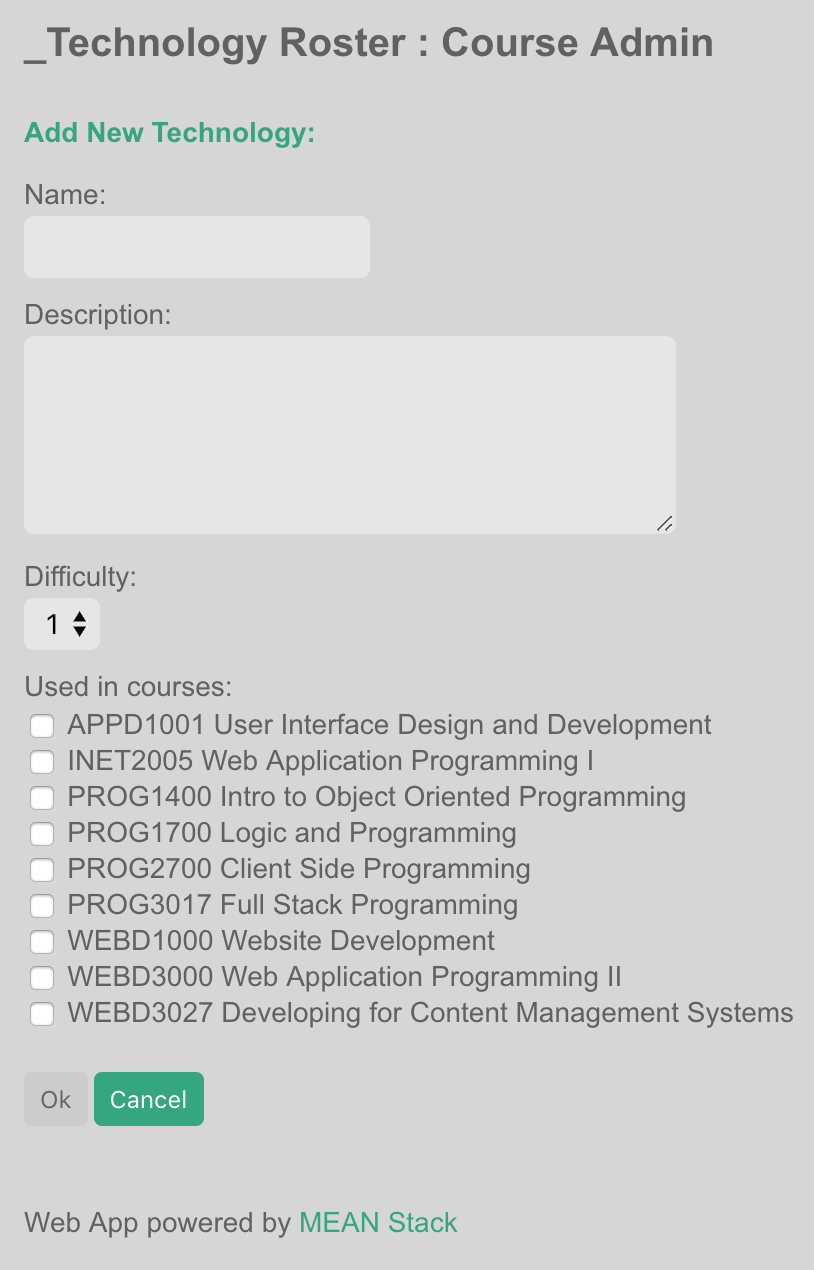 _Technology Roster : Course Admin
Add New Technology:
Name:
Description:
Difficulty:
1
Used in courses:
APPD1001 User Interface Design and Development
INET2005 Web Application Programming I
PROG1400 Intro to Object Oriented Programming
PROG1700 Logic and Programming
PROG2700 Client Side Programming
PROG3017 Full Stack Programming
WEBD1000 Website Development
WEBD3000 Web Application Programming II
WEBD3027 Developing for Content Management Systems
Ok Cancel
Web App powered by MEAN Stack